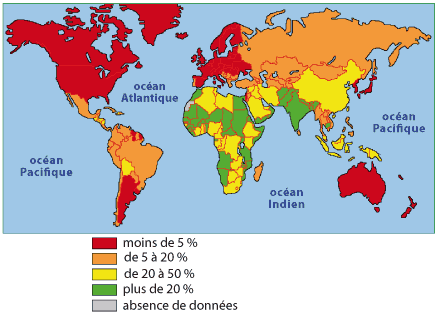 océan
Atlantique
océan
Pacifique
océan
Pacifique
océan
Indien
moins de 5 %
de 5 à 20 %
de 20 à 50 %
plus de 20 %
absence de données